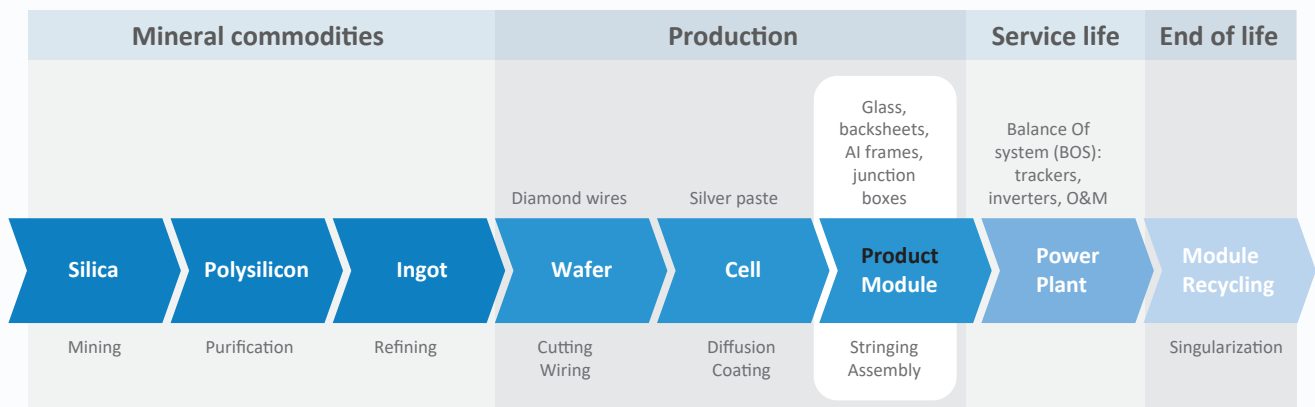 Mineral commodities
Production
Service life
End of life
Glass,
backsheets,
AI frames,
junction
boxes
Balance Of
system (BOS):
trackers,
inverters, O&M
Diamond wires
Silver paste
Silica
Polysilicon
Ingot
Wafer
Cell
Product
Module
Power
Plant
Module
Recycling
Mining
Purification
Refining
Cutting
Wiring
Diffusion
Coating
Stringing
Assembly
Singularization